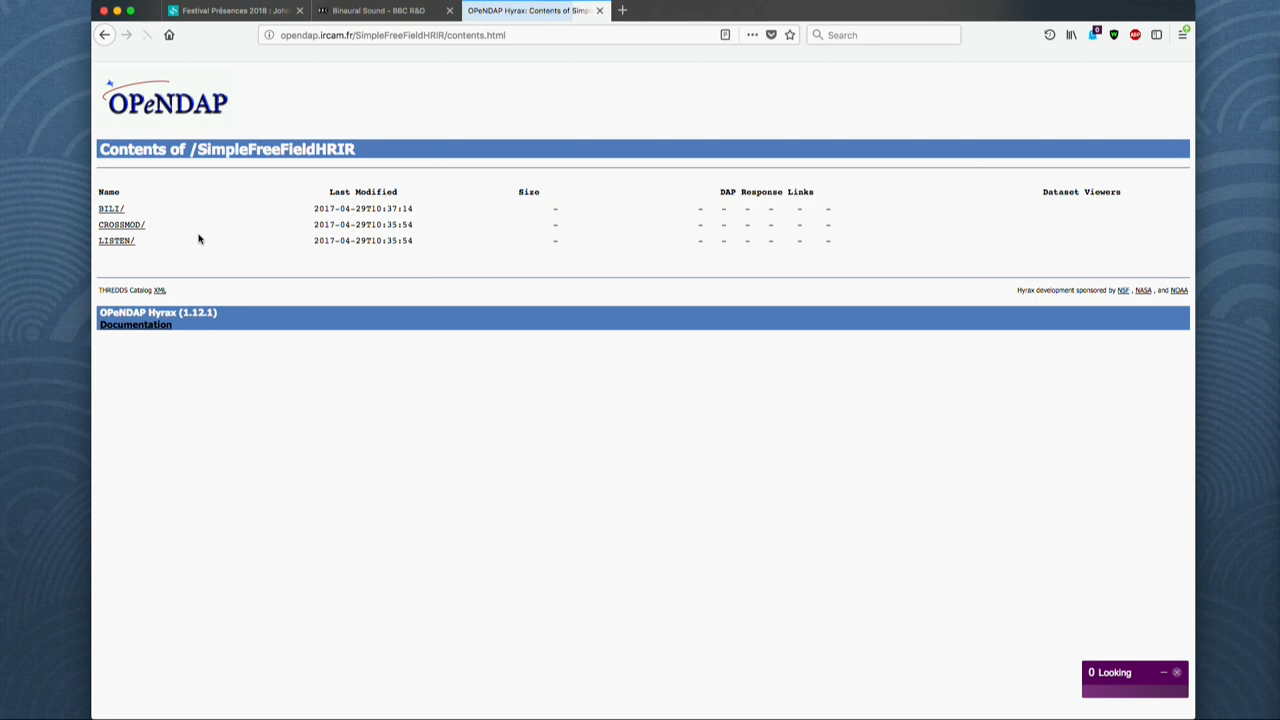 Festival Présences 2018 : Joh
Binaural Sound - BBC R&D
OPeNDAP Hyrax: Contents of Simpl
opendap.ircam.fr/SimpleFreeFieldHRIR/contents.html
Search
0
ABP
OPeNDAP
Contents of /SimpleFreeFieldHRIR
Name Last Modified Size DAP Response Links Dataset Viewers
BILI/ 2017-04-29T10:37:14 - - - - - - -
CROSSMOD/ 2017-04-29T10:35:54 - - - - - - -
LISTEN/ 2017-04-29T10:35:54 - - - - - - -
THREDDS Catalog XML Hyrax development sponsored by NSF , NASA , and NOAA
OPeNDAP Hyrax (1.12.1)
Documentation
0 Looking